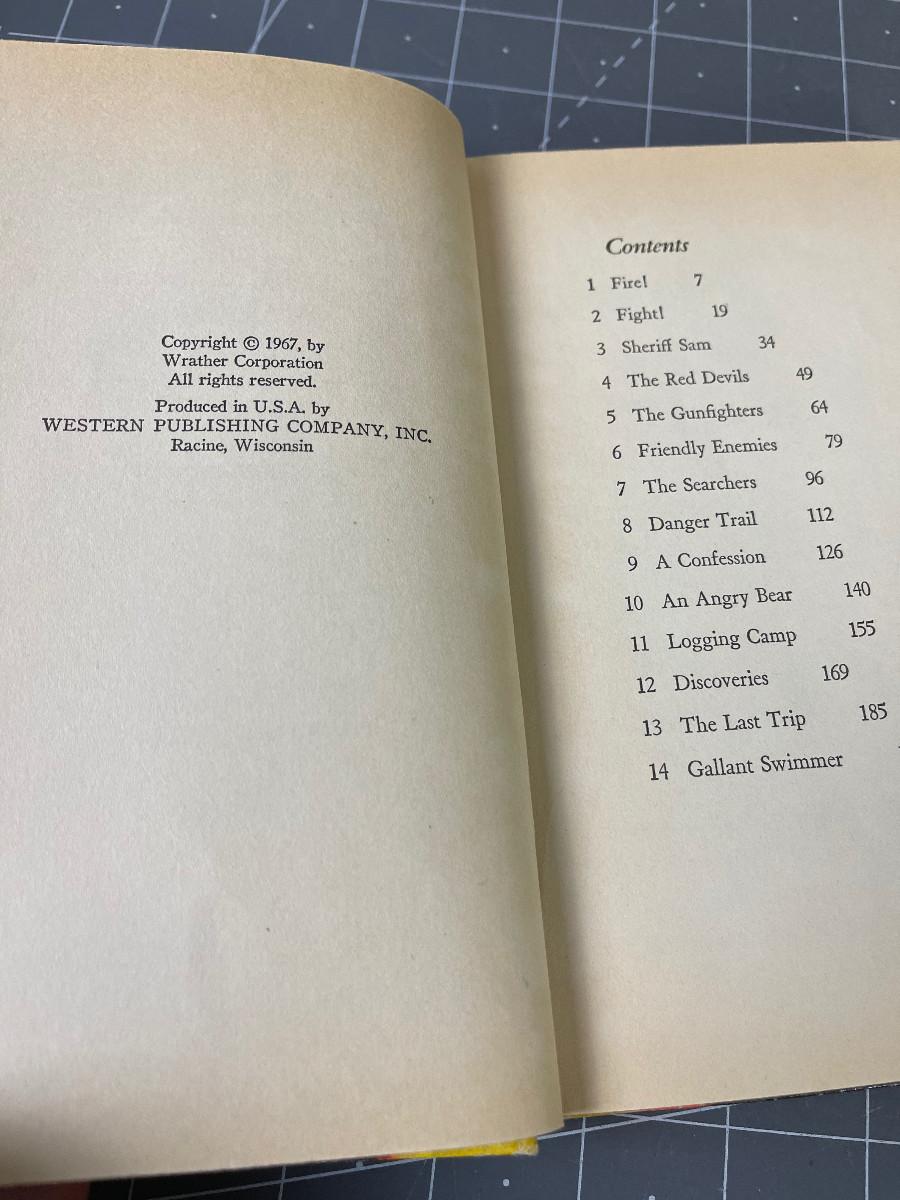 Copyright © 1967, by
Wrather Corporation
All rights reserved.
Produced in U.S.A. by
WESTERN PUBLISHING COMPANY, INC.
Racine, Wisconsin
Contents
1 Fire! 7
2 Fight! 19
3 Sheriff Sam 34
4 The Red Devils 49
5 The Gunfighters 64
6 Friendly Enemies 79
7 The Searchers 96
8 Danger Trail 112
9 A Confession 126
10 An Angry Bear 140
11 Logging Camp 155
12 Discoveries 169
13 The Last Trip 185
14 Gallant Swimmer